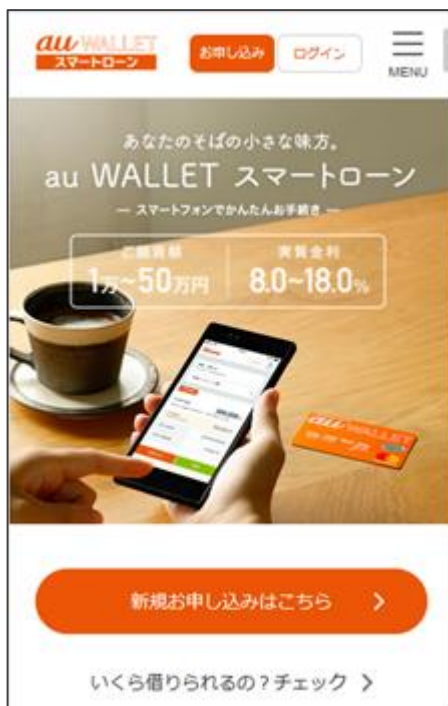 au WALLET
スマートローン
お申し込み
ログイン
MENU
あなたのそばの小さな味方。
au WALLET スマートローン
― スマートフォンでかんたんお手続き ―
ご融資額
1万~50万円
実質金利
8.0~18.0%
au WALLET
新規お申し込みはこちら
いくら借りられるの?チェック